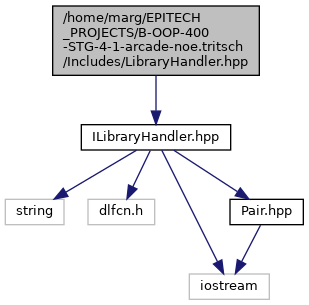 /home/marg/EPITECH
_PROJECTS/B-OOP-400
-STG-4-1-arcade-noe.tritsch
/Includes/LibraryHandler.hpp
ILibraryHandler.hpp
string
dlfcn.h
Pair.hpp
iostream